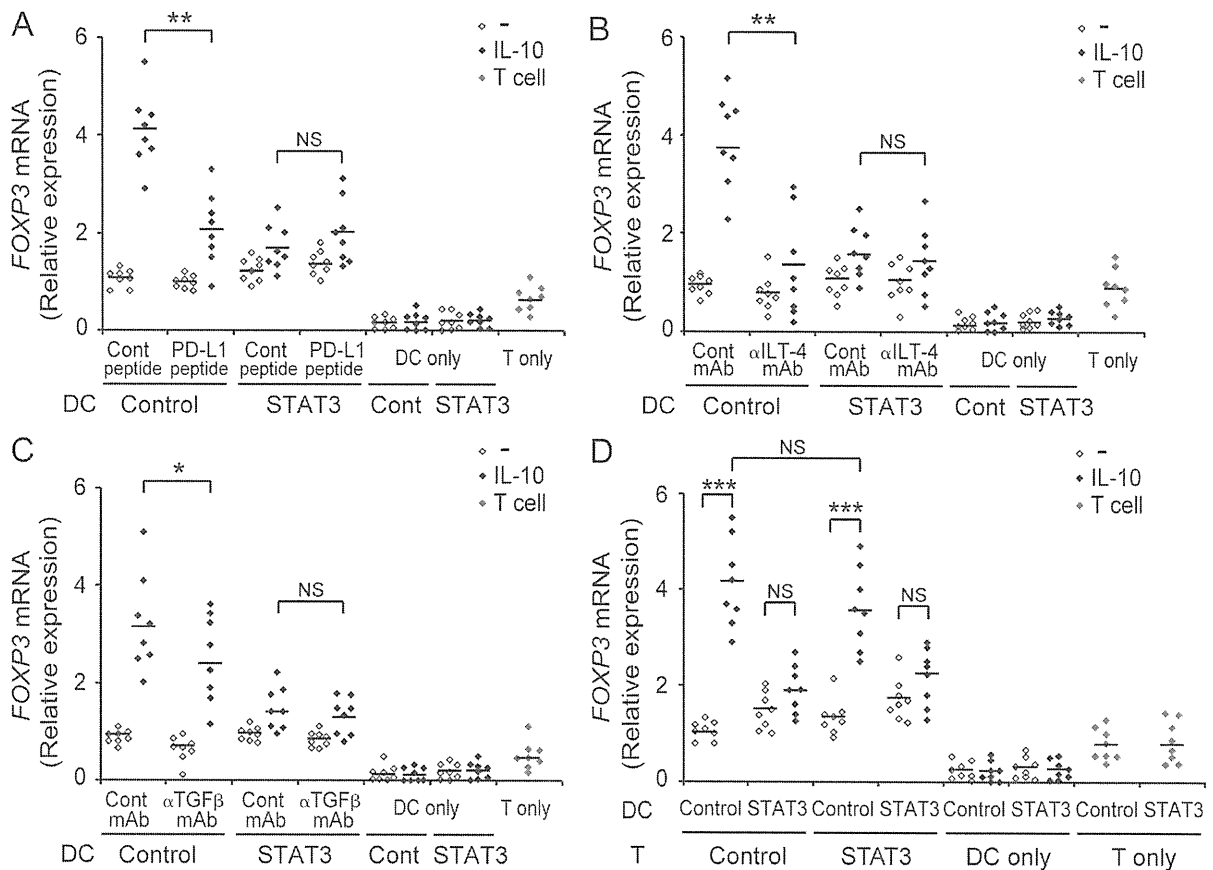 A
FOXP3 mRNA
(Relative expression)
6
4
2
0
**
NS
-
IL-10
T cell
Cont peptide
PD-L1 peptide
Cont peptide
PD-L1 peptide
DC only
T only
DC Control STAT3 Cont STAT3
B
FOXP3 mRNA
(Relative expression)
6
4
2
0
**
NS
-
IL-10
T cell
Cont mAb
αILT-4 mAb
Cont mAb
αILT-4 mAb
DC only
T only
DC Control STAT3 Cont STAT3
C
FOXP3 mRNA
(Relative expression)
6
4
2
0
*
NS
-
IL-10
T cell
Cont mAb
αTGFβ mAb
Cont mAb
αTGFβ mAb
DC only
T only
DC Control STAT3 Cont STAT3
D
FOXP3 mRNA
(Relative expression)
6
4
2
0
NS
***
***
NS
NS
-
IL-10
T cell
DC Control STAT3 Control STAT3 Control STAT3 Control STAT3
T Control STAT3 DC only T only